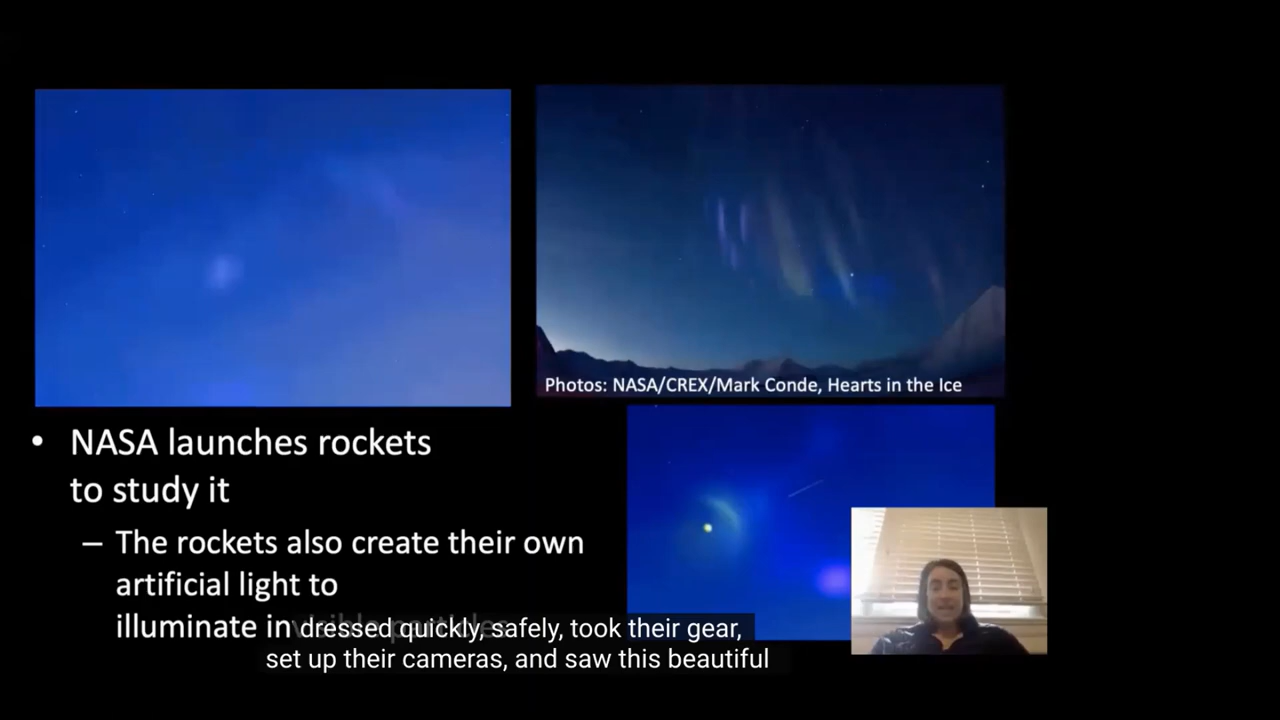 Photos: NASA/CREX/Mark Conde, Hearts in the Ice
• NASA launches rockets
to study it
– The rockets also create their own
artificial light to
illuminate invisible particles
dressed quickly, safely, took their gear,
set up their cameras, and saw this beautiful